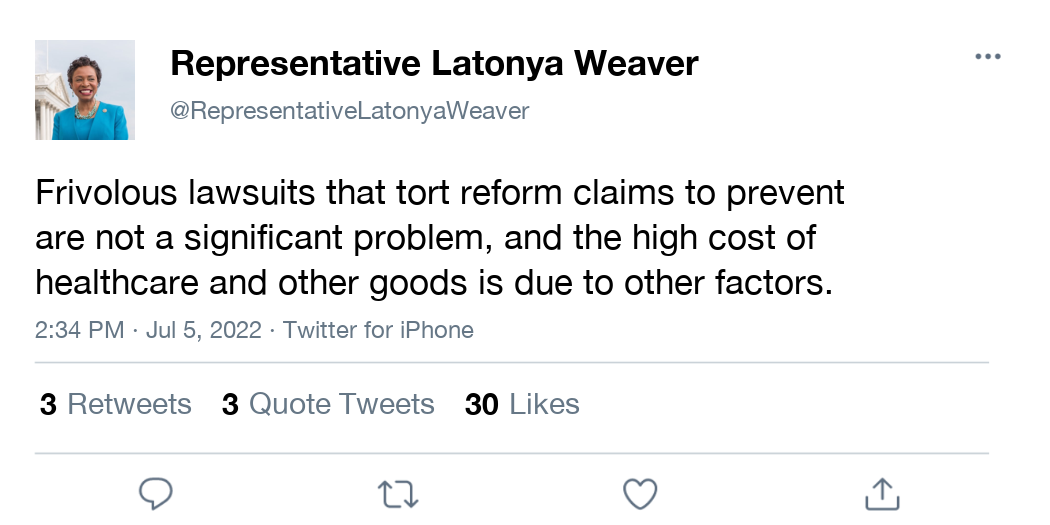 Representative Latonya Weaver
@RepresentativeLatonyaWeaver
Frivolous lawsuits that tort reform claims to prevent
are not a significant problem, and the high cost of
healthcare and other goods is due to other factors.
2:34 PM · Jul 5, 2022 · Twitter for iPhone
3 Retweets 3 Quote Tweets 30 Likes